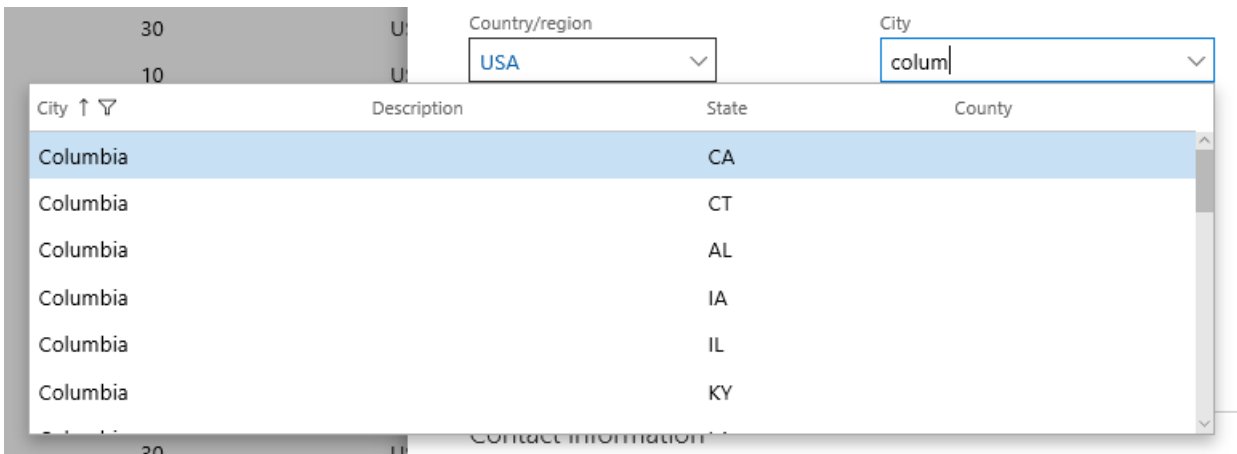 30 U Country/region City
USA colum
10 U
City Description State County
Columbia CA
Columbia CT
Columbia AL
Columbia IA
Columbia IL
Columbia KY
30 Contact information